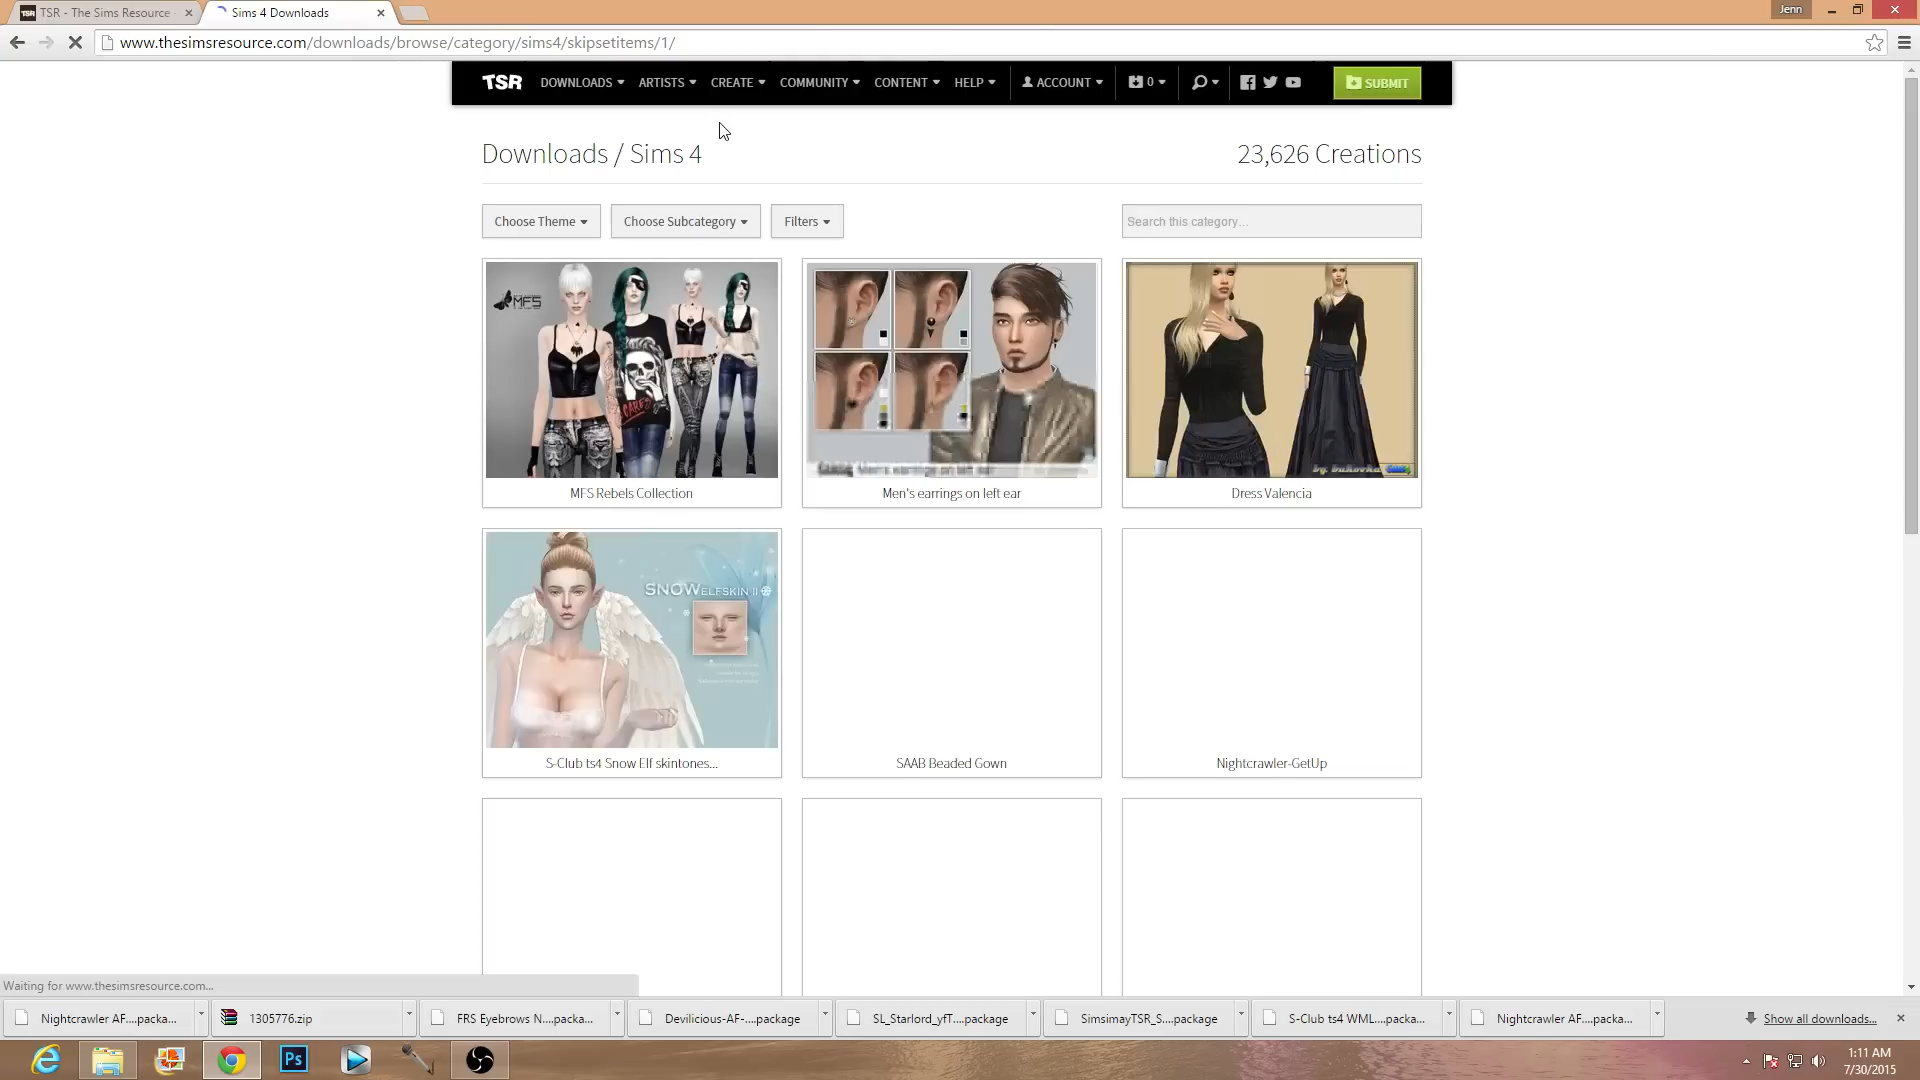 TSR - The Sims Resource
Sims 4 Downloads
Jenn
www.thesimsresource.com/downloads/browse/category/sims4/skipsetitems/1/
TSR DOWNLOADS ARTISTS CREATE COMMUNITY CONTENT HELP ACCOUNT 0 SUBMIT
Downloads / Sims 4
23,626 Creations
Choose Theme
Choose Subcategory
Filters
Search this category...
MFS
CARES
by bukovka
MFS Rebels Collection
Men's earrings on left ear
Dress Valencia
SNOW ELFSKIN II
S-Club ts4 Snow Elf skintones...
SAAB Beaded Gown
Nightcrawler-GetUp
Waiting for www.thesimsresource.com...
Nightcrawler AF....packa...
1305776.zip
FRS Eyebrows N....packa...
Devilicious-AF-....package
SL_Starlord_yfT....package
SimsimayTSR_S....package
S-Club ts4 WML....packa...
Nightcrawler AF....packa...
Show all downloads...
Ps
1:11 AM
7/30/2015